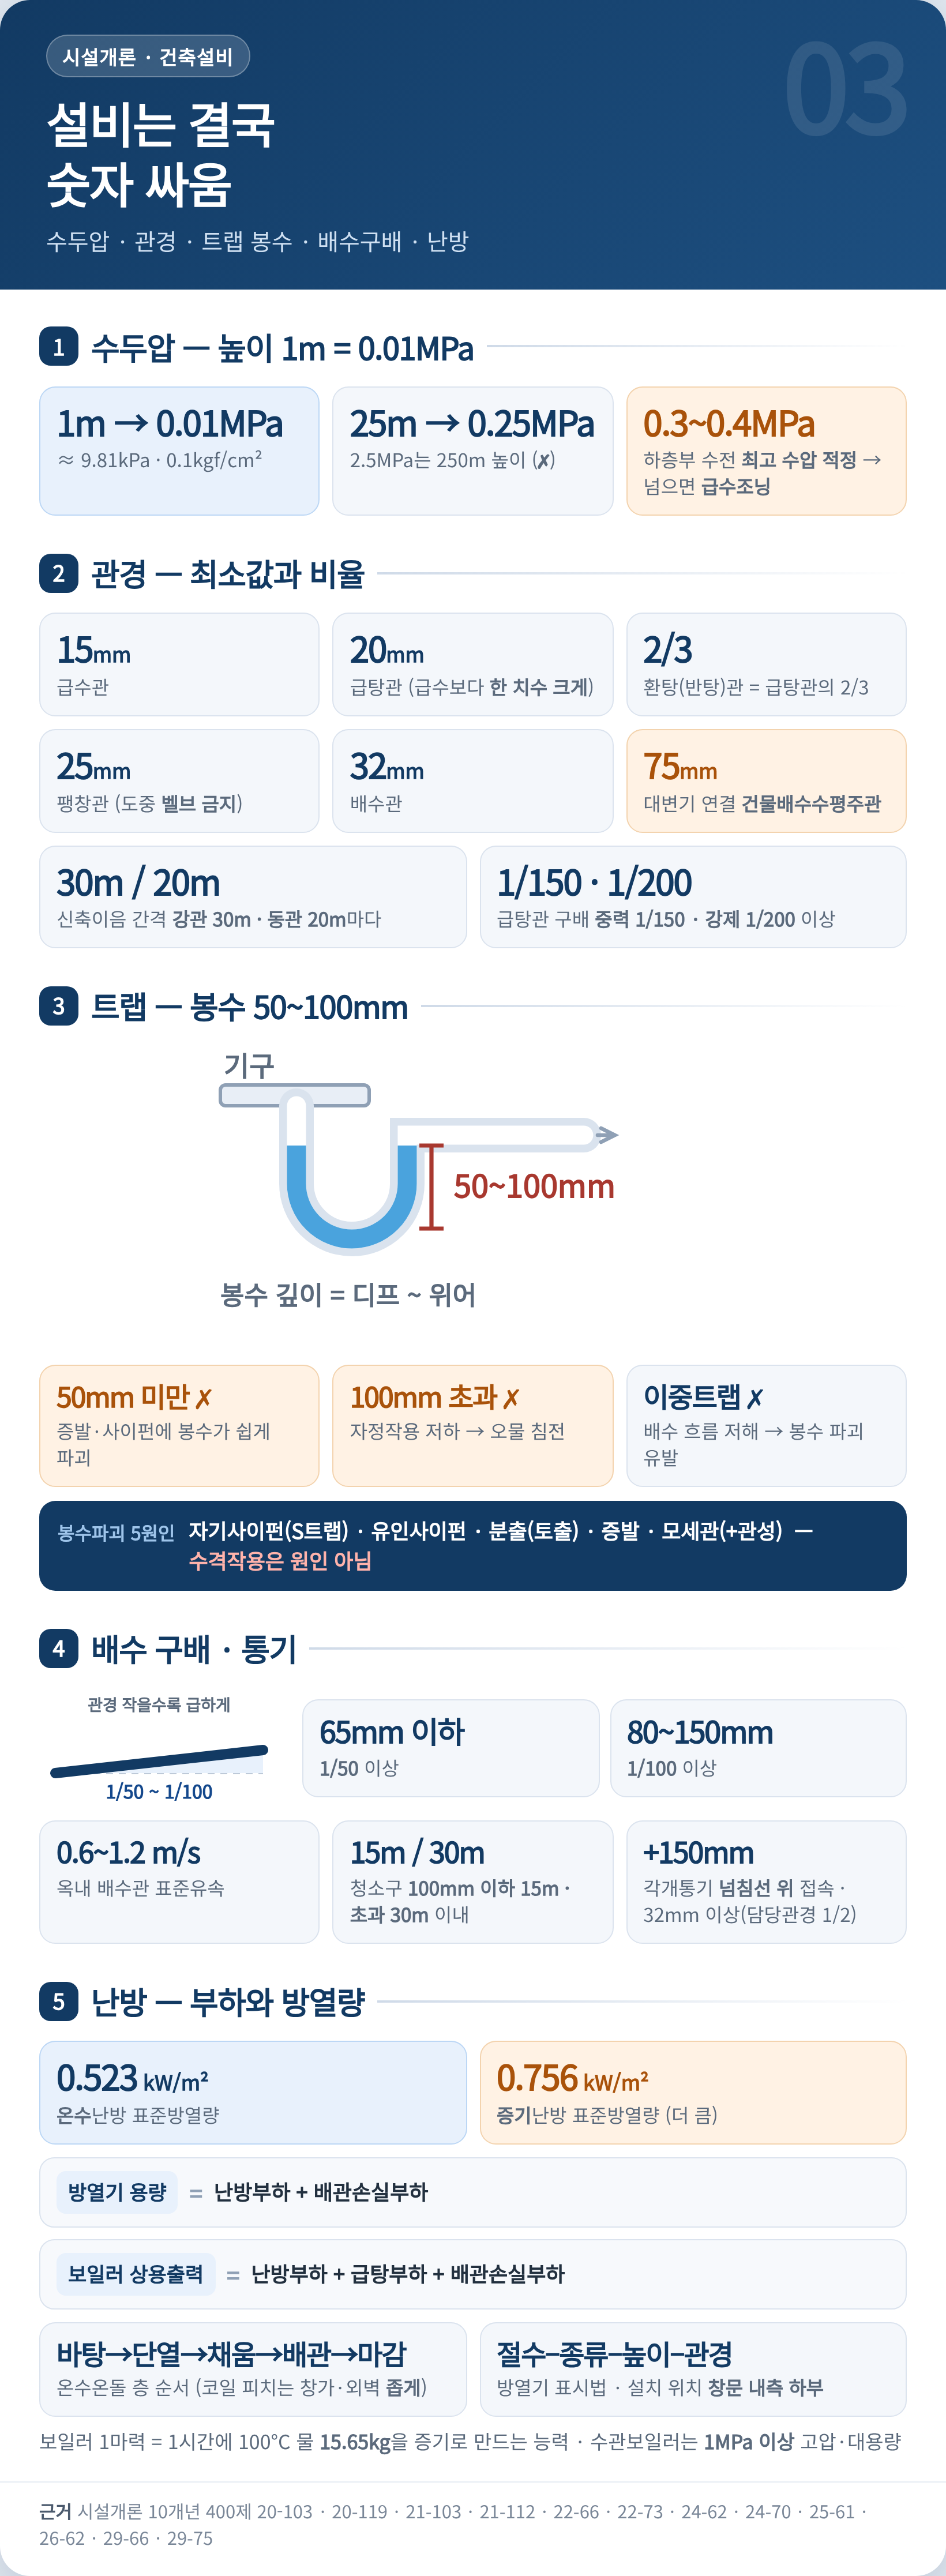 시설개론 · 건축설비
03
설비는 결국
숫자 싸움
수두압 · 관경 · 트랩 봉수 · 배수구배 · 난방
1 수두압 — 높이 1m = 0.01MPa
1m → 0.01MPa
≈ 9.81kPa · 0.1kgf/cm²
25m → 0.25MPa
2.5MPa는 250m 높이 (✗)
0.3~0.4MPa
하층부 수전 최고 수압 적정 →
넘으면 급수조닝
2 관경 — 최소값과 비율
15mm
급수관
20mm
급탕관 (급수보다 한 치수 크게)
2/3
환탕(반탕)관 = 급탕관의 2/3
25mm
팽창관 (도중 벨브 금지)
32mm
배수관
75mm
대변기 연결 건물배수수평주관
30m / 20m
신축이음 간격 강관 30m · 동관 20m마다
1/150 · 1/200
급탕관 구배 중력 1/150 · 강제 1/200 이상
3 트랩 — 봉수 50~100mm
기구
50~100mm
봉수 깊이 = 디프 ~ 위어
50mm 미만 ✗
증발·사이펀에 봉수가 쉽게
파괴
100mm 초과 ✗
자정작용 저하 → 오물 침전
이중트랩 ✗
배수 흐름 저해 → 봉수 파괴
유발
봉수파괴 5원인 자기사이펀(S트랩) · 유인사이펀 · 분출(토출) · 증발 · 모세관(+관성) —
수격작용은 원인 아님
4 배수 구배 · 통기
관경 작을수록 급하게
1/50 ~ 1/100
65mm 이하
1/50 이상
80~150mm
1/100 이상
0.6~1.2 m/s
옥내 배수관 표준유속
15m / 30m
청소구 100mm 이하 15m ·
초과 30m 이내
+150mm
각개통기 넘침선 위 접속 ·
32mm 이상(담당관경 1/2)
5 난방 — 부하와 방열량
0.523 kW/m²
온수난방 표준방열량
0.756 kW/m²
증기난방 표준방열량 (더 큼)
방열기 용량 = 난방부하 + 배관손실부하
보일러 상용출력 = 난방부하 + 급탕부하 + 배관손실부하
바탕→단열→채움→배관→마감
온수온돌 층 순서 (코일 피치는 창가·외벽 좁게)
절수–종류–높이–관경
방열기 표시법 · 설치 위치 창문 내측 하부
보일러 1마력 = 1시간에 100°C 물 15.65kg을 증기로 만드는 능력 · 수관보일러는 1MPa 이상 고압·대용량
근거 시설개론 10개년 400제 20-103 · 20-119 · 21-103 · 21-112 · 22-66 · 22-73 · 24-62 · 24-70 · 25-61 ·
26-62 · 29-66 · 29-75